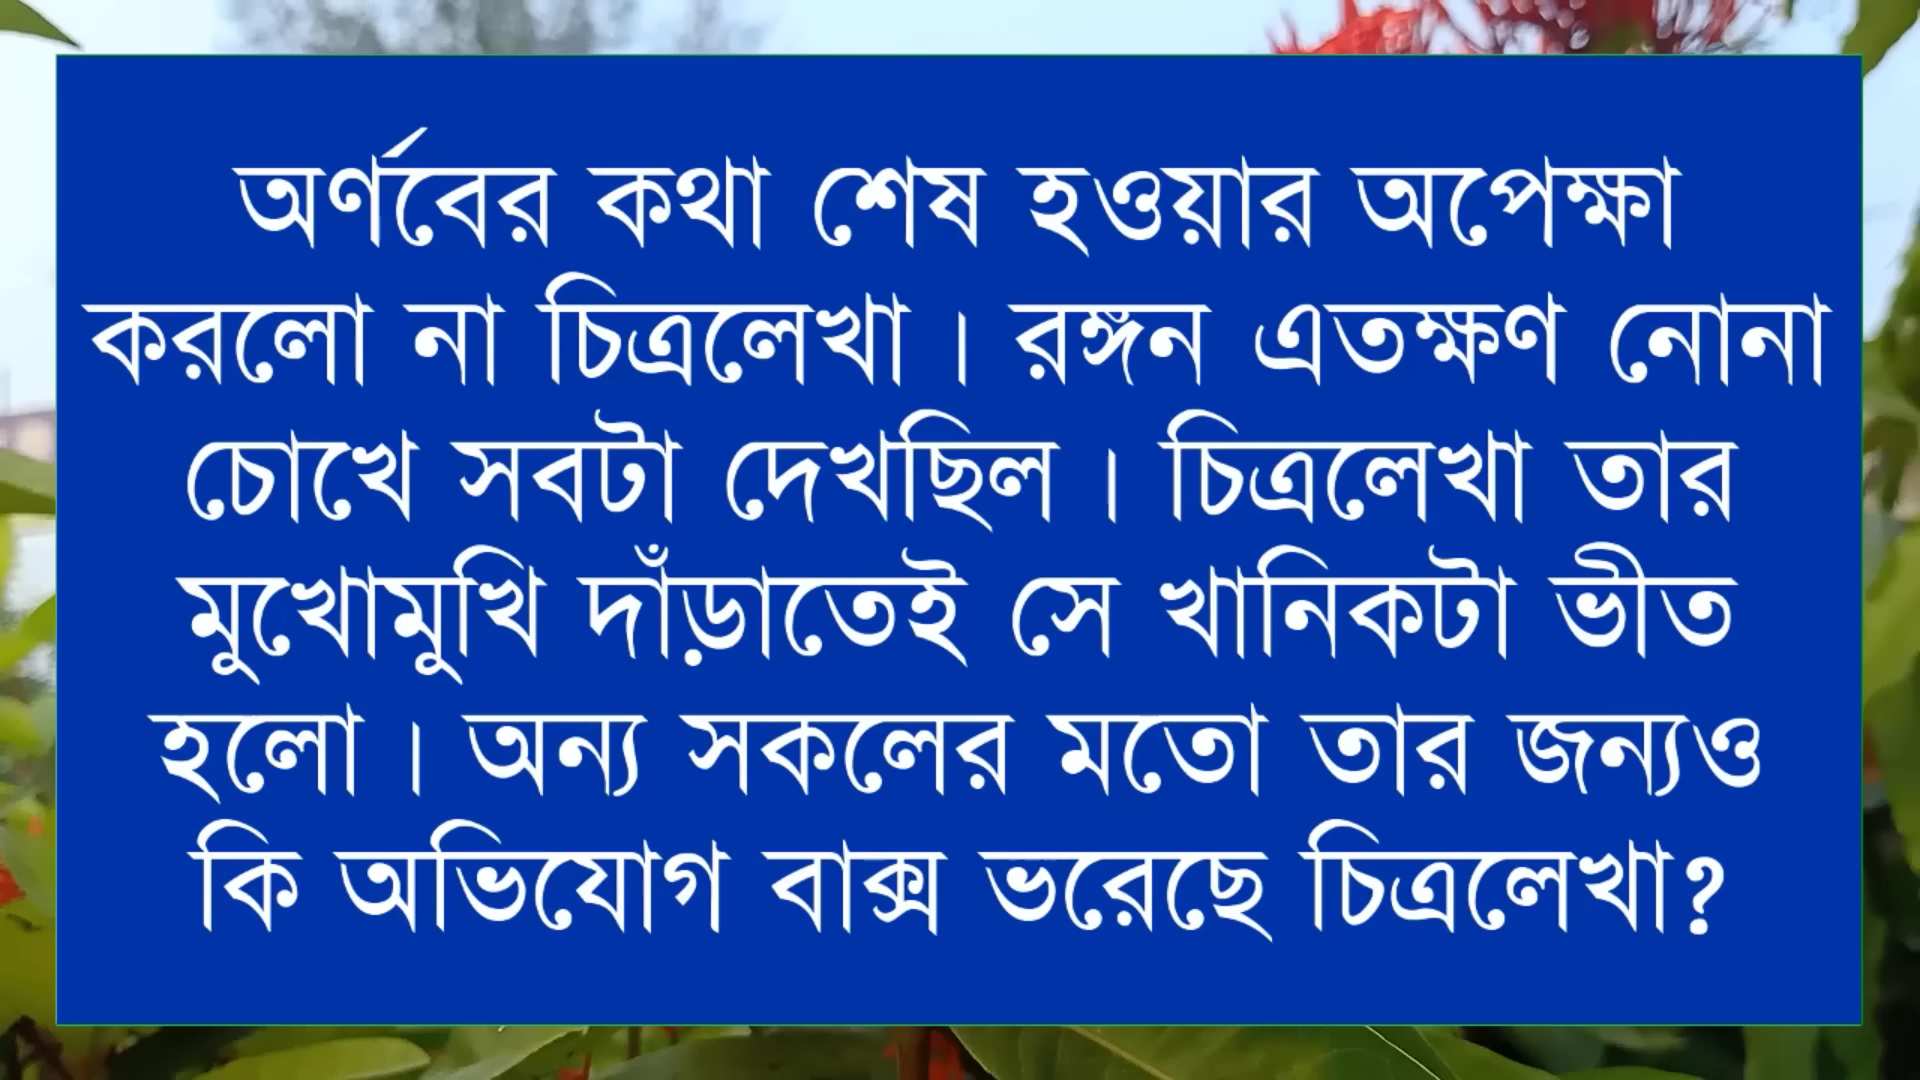 অর্ণবের কথা শেষ হওয়ার অপেক্ষা
করলো না চিত্রলেখা। রঙ্গন এতক্ষণ নোনা
চোখে সবটা দেখছিল। চিত্রলেখা তার
মুখোমুখি দাঁড়াতেই সে খানিকটা ভীত
হলো। অন্য সকলের মতো তার জন্যও
কি অভিযোগ বাক্স ভরেছে চিত্রলেখা?